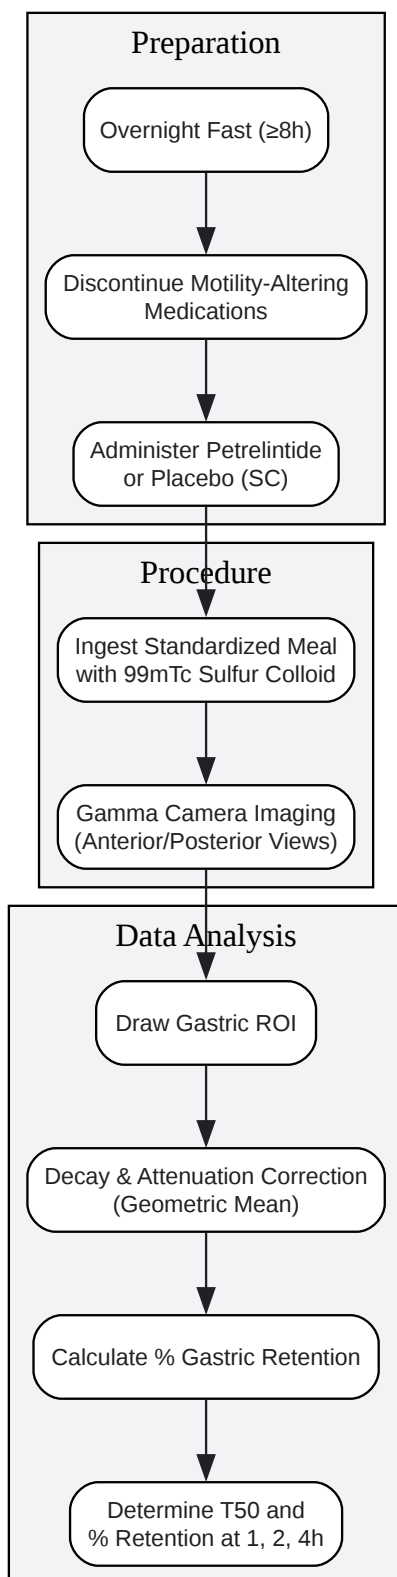 Preparation
Overnight Fast (≥8h)
Discontinue Motility-Altering
Medications
Administer Petrelintide
or Placebo (SC)
Procedure
Ingest Standardized Meal
with 99mTc Sulfur Colloid
Gamma Camera Imaging
(Anterior/Posterior Views)
Data Analysis
Draw Gastric ROI
Decay & Attenuation Correction
(Geometric Mean)
Calculate % Gastric Retention
Determine T50 and
% Retention at 1, 2, 4h